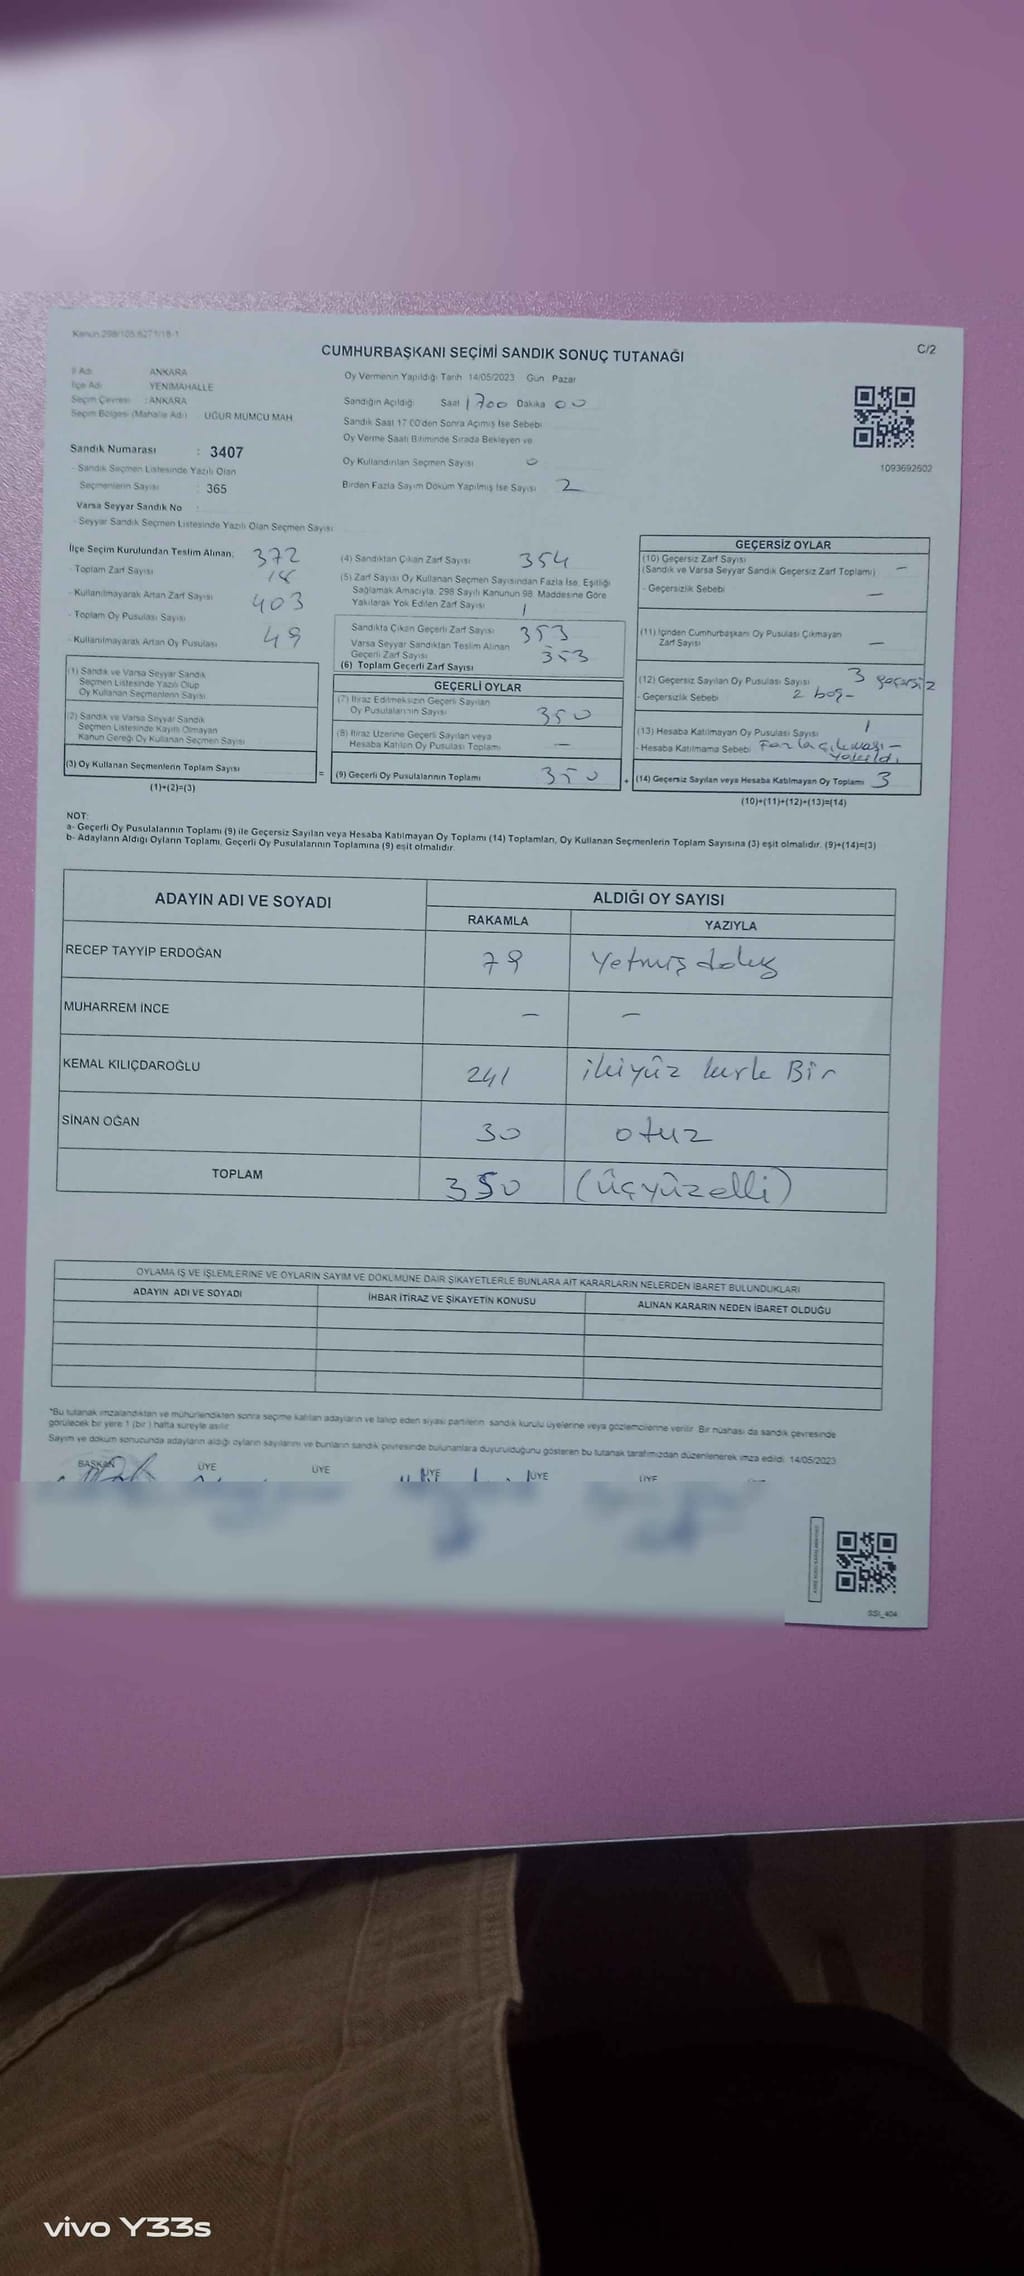 Kanun 298/105.6271/18-1
C/2
CUMHURBAŞKANI SEÇİMİ SANDIK SONUÇ TUTANAĞI
İl Adı ANKARA
İlçe Adı YENİMAHALLE
Seçim Çevresi : ANKARA
Seçim Bölgesi (Mahalle Adı) UĞUR MUMCU MAH
Sandık Numarası : 3407
- Sandık Seçmen Listesinde Yazılı Olan
Seçmenlerin Sayısı : 365
Varsa Seyyar Sandık No
- Seyyar Sandık Seçmen Listesinde Yazılı Olan Seçmen Sayısı
Oy Vermenin Yapıldığı Tarih 14/05/2023 Gün Pazar
Sandığın Açıldığı Saat 1700 Dakika 00
Sandık Saat 17.00'den Sonra Açımış İse Sebebi
Oy Verme Saati Bitiminde Sırada Bekleyen ve
Oy Kullandırılan Seçmen Sayısı 0
Birden Fazla Sayım Döküm Yapılmış İse Sayısı 2
1093692602
İlçe Seçim Kurulundan Teslim Alınan; 372
- Toplam Zarf Sayısı 18
- Kullanılmayarak Artan Zarf Sayısı 403
- Toplam Oy Pusulası Sayısı
- Kullanılmayarak Artan Oy Pusulası 49
(1) Sandık ve Varsa Seyyar Sandık
Seçmen Listesinde Yazılı Olup
Oy Kullanan Seçmenlerin Sayısı
(2) Sandık ve Varsa Seyyar Sandık
Seçmen Listesinde Kayıtlı Olmayan
Kanun Gereği Oy Kullanan Seçmen Sayısı
(3) Oy Kullanan Seçmenlerin Toplam Sayısı
(1)+(2)=(3)
=
(4) Sandıktan Çıkan Zarf Sayısı 354
(5) Zarf Sayısı Oy Kullanan Seçmen Sayısından Fazla İse, Eşitliği
Sağlamak Amacıyla, 298 Sayılı Kanunun 98. Maddesine Göre
Yakılarak Yok Edilen Zarf Sayısı 1
Sandıkta Çıkan Geçerli Zarf Sayısı 353
Varsa Seyyar Sandıktan Teslim Alınan
Geçerli Zarf Sayısı 353
(6) Toplam Geçerli Zarf Sayısı
GEÇERLİ OYLAR
(7) İtiraz Edilmeksizin Geçerli Sayılan
Oy Pusulalarının Sayısı 350
(8) İtiraz Üzerine Geçerli Sayılan veya
Hesaba Katılan Oy Pusulası Toplamı —
(9) Geçerli Oy Pusulalarının Toplamı 350
+
GEÇERSİZ OYLAR
(10) Geçersiz Zarf Sayısı
(Sandık ve Varsa Seyyar Sandık Geçersiz Zarf Toplamı) —
- Geçersizlik Sebebi —
(11) İçinden Cumhurbaşkanı Oy Pusulası Çıkmayan
Zarf Sayısı —
(12) Geçersiz Sayılan Oy Pusulası Sayısı 3 geçersiz
- Geçersizlik Sebebi 2 boş -
(13) Hesaba Katılmayan Oy Pusulası Sayısı 1
- Hesaba Katılmama Sebebi Fazla çıkması -
yakıldı
(14) Geçersiz Sayılan veya Hesaba Katılmayan Oy Toplamı 3
(10)+(11)+(12)+(13)=(14)
NOT:
a- Geçerli Oy Pusulalarının Toplamı (9) ile Geçersiz Sayılan veya Hesaba Katılmayan Oy Toplamı (14) Toplamları, Oy Kullanan Seçmenlerin Toplam Sayısına (3) eşit olmalıdır. (9)+(14)=(3)
b- Adayların Aldığı Oyların Toplamı, Geçerli Oy Pusulalarının Toplamına (9) eşit olmalıdır.
ADAYIN ADI VE SOYADI ALDIĞI OY SAYISI
RAKAMLA YAZIYLA
RECEP TAYYİP ERDOĞAN 79 yetmiş dokuz
MUHARREM İNCE — —
KEMAL KILIÇDAROĞLU 241 ikiyüz kırk Bir
SİNAN OĞAN 30 otuz
TOPLAM 350 (üçyüzelli)
OYLAMA İŞ VE İŞLEMLERİNE VE OYLARIN SAYIM VE DÖKÜMÜNE DAİR ŞİKAYETLERLE BUNLARA AİT KARARLARIN NELERDEN İBARET BULUNDUKLARI
ADAYIN ADI VE SOYADI İHBAR İTİRAZ VE ŞİKAYETİN KONUSU ALINAN KARARIN NEDEN İBARET OLDUĞU
*Bu tutanak imzalandıktan ve mühürlendikten sonra seçime katılan adayların ve talep eden siyasi partilerin sandık kurulu üyelerine veya gözlemcilerine verilir. Bir nüshası da sandık çevresinde
görülecek bir yere 1 (bir) hafta süreyle asılır.
Sayım ve döküm sonucunda adayların aldığı oyların sayılarını ve bunların sandık çevresinde bulunanlara duyurulduğunu gösteren bu tutanak tarafımızdan düzenlenerek imza edildi. 14/05/2023
BAŞKAN ÜYE ÜYE ÜYE ÜYE ÜYE
SSI_404
vivo Y33s